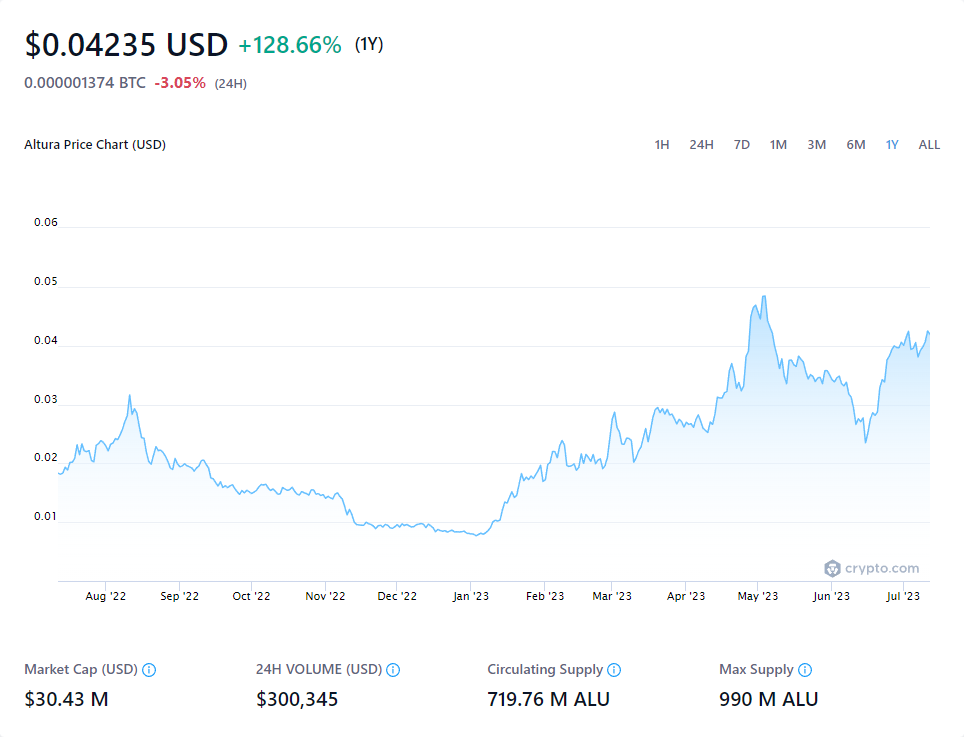 $0.04235 USD +128.66% (1Y)
0.000001374 BTC -3.05% (24H)
Altura Price Chart (USD) 1H 24H 7D 1M 3M 6M 1Y ALL
0.06
0.05
0.04
0.03
0.02
0.01
crypto.com
Aug '22 Sep '22 Oct '22 Nov '22 Dec '22 Jan '23 Feb '23 Mar '23 Apr '23 May '23 Jun '23 Jul '23
Market Cap (USD) 24H VOLUME (USD) Circulating Supply Max Supply
$30.43 M $300,345 719.76 M ALU 990 M ALU